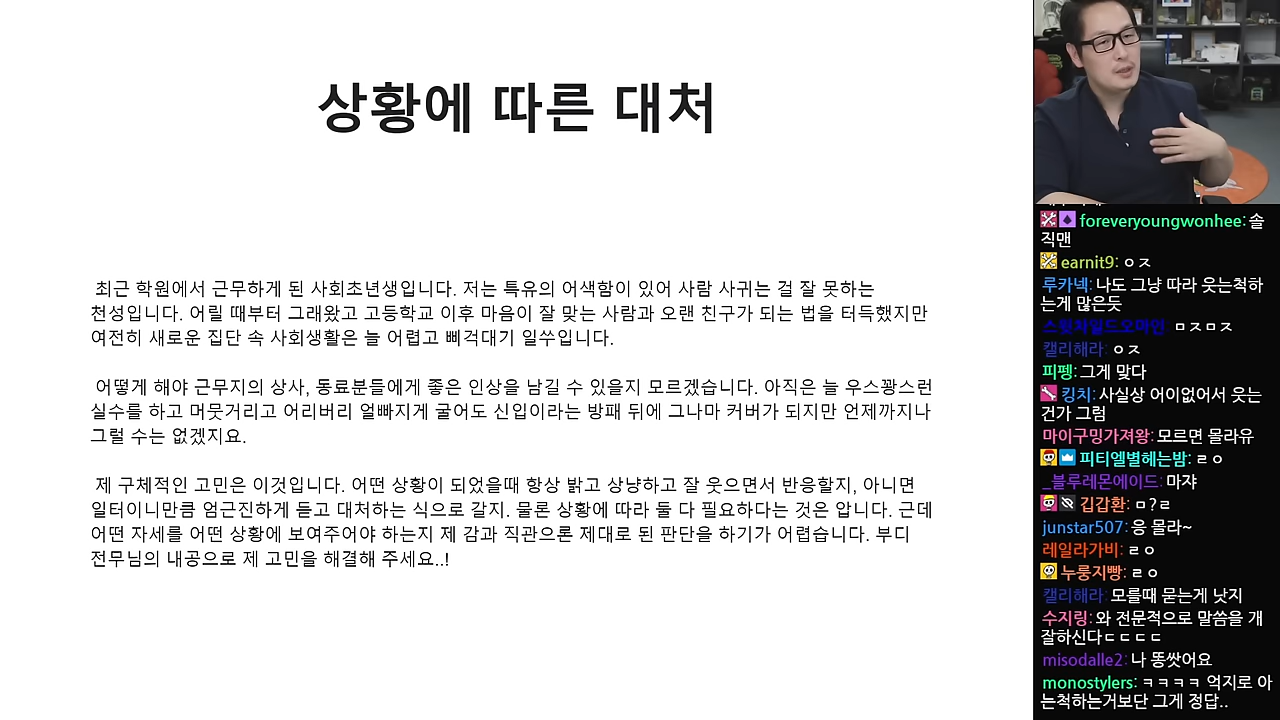 상황에 따른 대처
최근 학원에서 근무하게 된 사회초년생입니다. 저는 특유의 어색함이 있어 사람 사귀는 걸 잘 못하는
천성입니다. 어릴 때부터 그래왔고 고등학교 이후 마음이 잘 맞는 사람과 오랜 친구가 되는 법을 터득했지만
여전히 새로운 집단 속 사회생활은 늘 어렵고 삐걱대기 일쑤입니다.
어떻게 해야 근무지의 상사, 동료분들에게 좋은 인상을 남길 수 있을지 모르겠습니다. 아직은 늘 우스꽝스런
실수를 하고 머뭇거리고 어리버리 얼빠지게 굴어도 신입이라는 방패 뒤에 그나마 커버가 되지만 언제까지나
그럴 수는 없겠지요.
제 구체적인 고민은 이것입니다. 어떤 상황이 되었을때 항상 밝고 상냥하고 잘 웃으면서 반응할지, 아니면
일터이니만큼 엄근진하게 듣고 대처하는 식으로 갈지. 물론 상황에 따라 둘 다 필요하다는 것은 압니다. 근데
어떤 자세를 어떤 상황에 보여주어야 하는지 제 감과 직관으론 제대로 된 판단을 하기가 어렵습니다. 부디
전무님의 내공으로 제 고민을 해결해 주세요..!
foreveryoungwonhee: 솔
직맨
earnit9: ㅇㅈ
루카넥: 나도 그냥 따라 웃는척하
는게 많은듯
ㅁㅈㅁㅈ
캘리해라: ㅇㅈ
피펭: 그게 맞다
킹치: 사실상 어이없어서 웃는
건가 그럼
마이구밍가져왕: 모르면 몰라유
피티엘별헤는밤: ㄹㅇ
_블루레몬에이드: 마쟈
김갑환: ㅁ?ㄹ
junstar507: 응 몰라~
레일라가비: ㄹㅇ
누룽지빵: ㄹㅇ
캘리해라: 모를때 묻는게 낫지
수지링: 와 전문적으로 말씀을 개
잘하신다ㄷㄷㄷㄷ
misodalle2: 나 똥쌋어요
monostylers: ㅋㅋㅋㅋ 억지로 아
는척하는거보단 그게 정답..